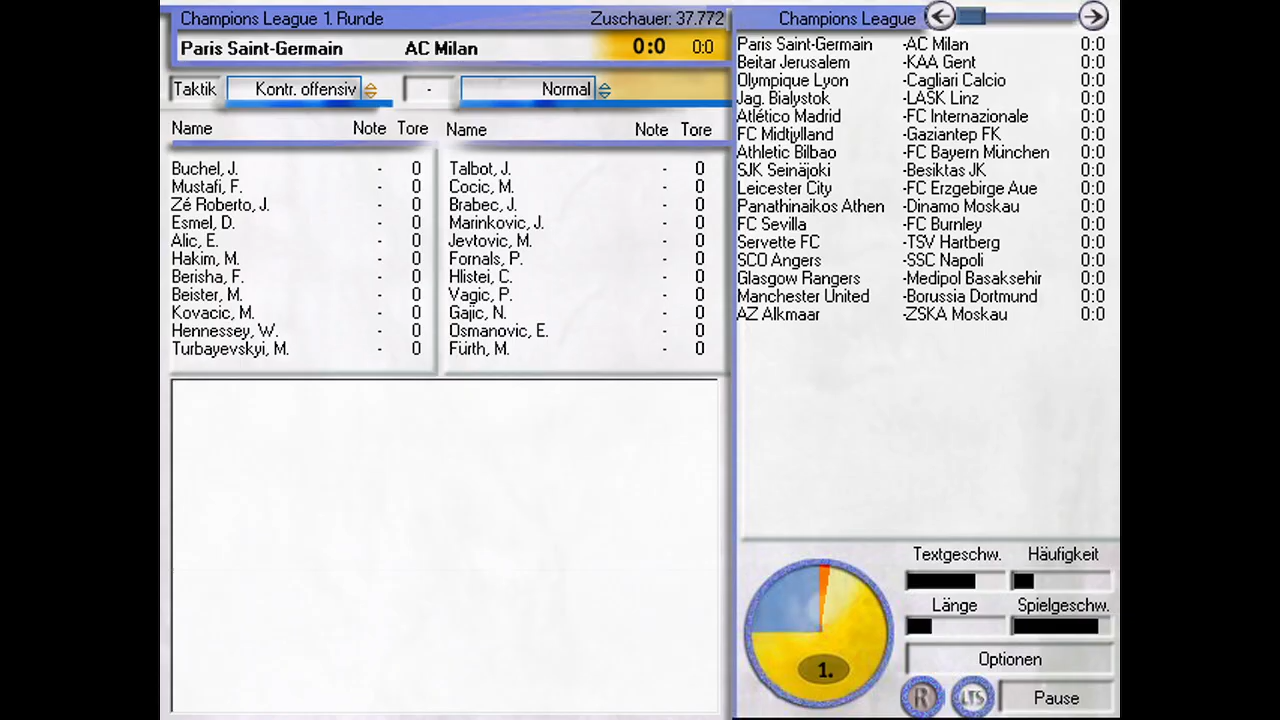 Champions League 1. Runde Zuschauer: 37.772
Paris Saint-Germain AC Milan 0:0 0:0
Taktik Kontr. offensiv - Normal
Name Note Tore Name Note Tore
Buchel, J. - 0 Talbot, J. - 0
Mustafi, F. - 0 Cocic, M. - 0
Zé Roberto, J. - 0 Brabec, J. - 0
Esmel, D. - 0 Marinkovic, J. - 0
Alic, E. - 0 Jevtovic, M. - 0
Hakim, M. - 0 Fornals, P. - 0
Berisha, F. - 0 Hlistei, C. - 0
Beister, M. - 0 Vagic, P. - 0
Kovacic, M. - 0 Gajic, N. - 0
Hennessey, W. - 0 Osmanovic, E. - 0
Turbayevskyi, M. - 0 Fürth, M. - 0
Champions League
Paris Saint-Germain -AC Milan 0:0
Beitar Jerusalem -KAA Gent 0:0
Olympique Lyon -Cagliari Calcio 0:0
Jag. Bialystok -LASK Linz 0:0
Atlético Madrid -FC Internazionale 0:0
FC Midtjylland -Gaziantep FK 0:0
Athletic Bilbao -FC Bayern München 0:0
SJK Seinäjoki -Besiktas JK 0:0
Leicester City -FC Erzgebirge Aue 0:0
Panathinaikos Athen -Dinamo Moskau 0:0
FC Sevilla -FC Burnley 0:0
Servette FC -TSV Hartberg 0:0
SCO Angers -SSC Napoli 0:0
Glasgow Rangers -Medipol Basaksehir 0:0
Manchester United -Borussia Dortmund 0:0
AZ Alkmaar -ZSKA Moskau 0:0
Textgeschw. Häufigkeit
Länge Spielgeschw.
Optionen
1.
R LTS Pause